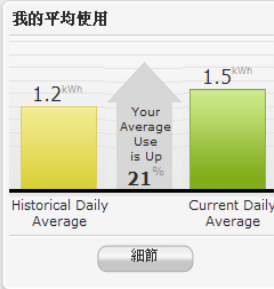 我的平均使用
1.2kWh
1.5kWh
Your
Average
Use
is Up
21%
Historical Daily
Average
Current Daily
Average
細節